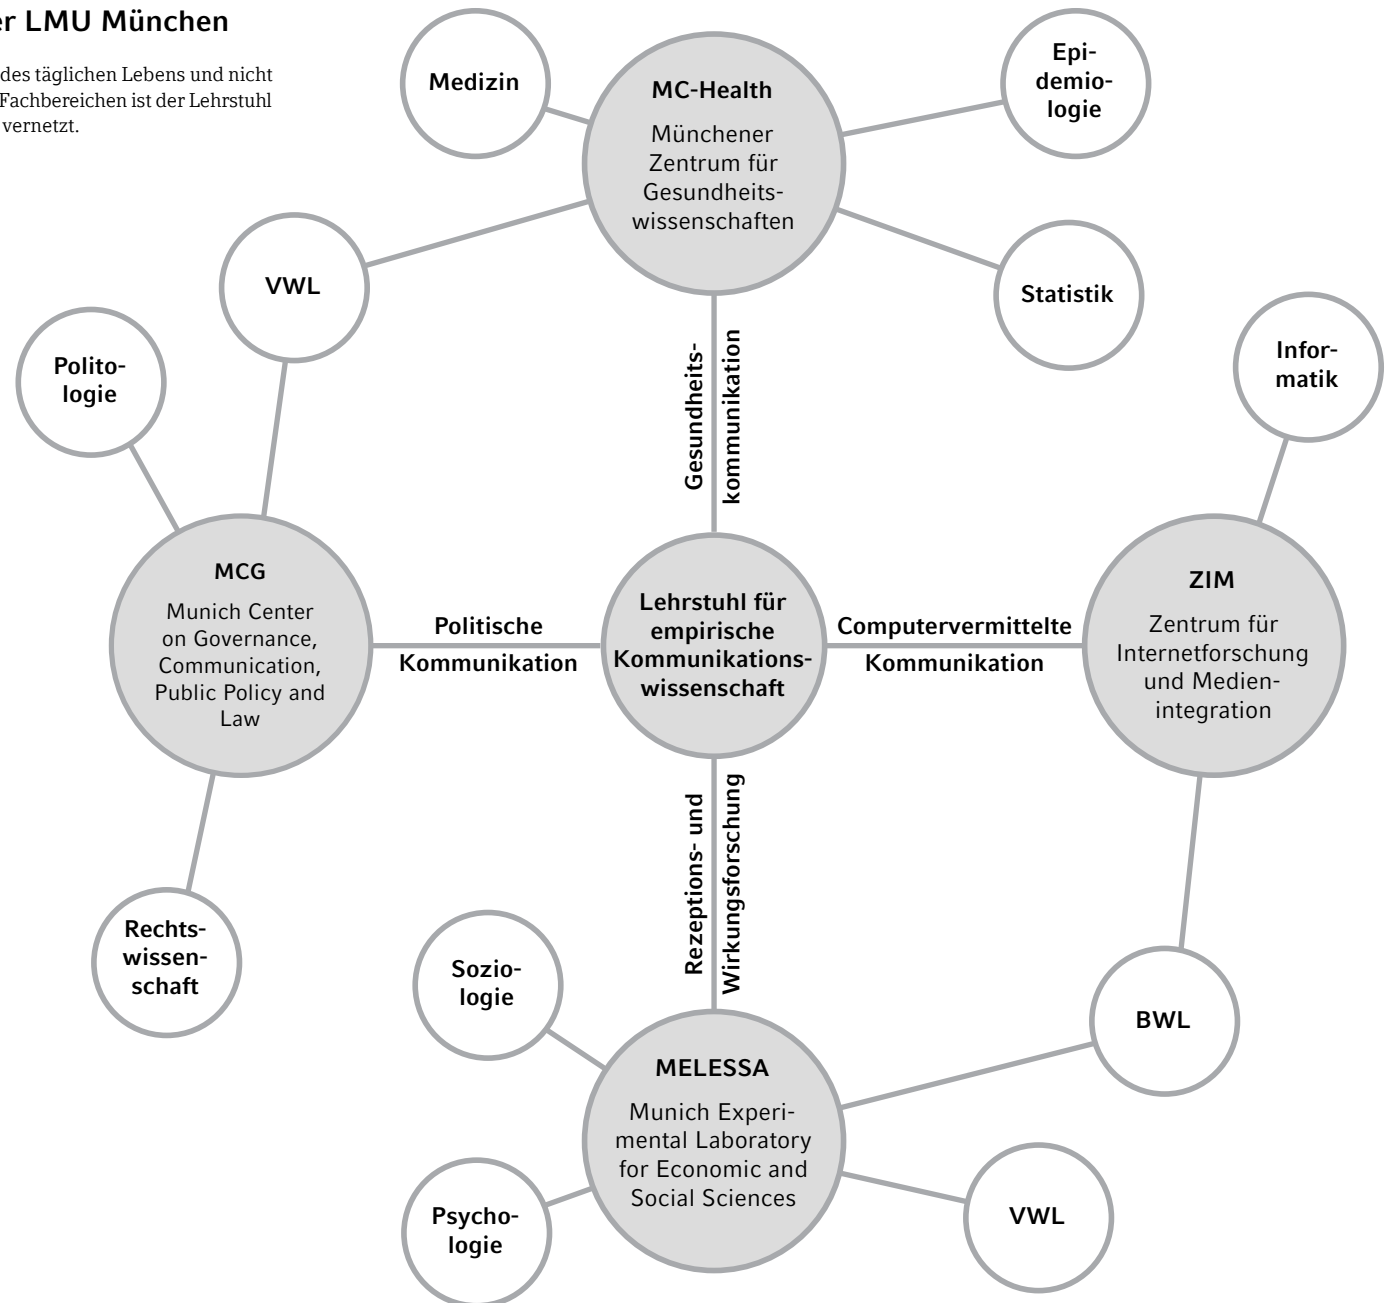 er LMU München
des täglichen Lebens und nicht
Fachbereichen ist der Lehrstuhl
vernetzt.
Medizin
MC-Health
Münchener
Zentrum für
Gesundheits-
wissenschaften
Epi-
demio-
logie
VWL
Statistik
Polito-
logie
Infor-
matik
Gesundheits-
kommunikation
MCG
Munich Center
on Governance,
Communication,
Public Policy and
Law
Politische
Kommunikation
Lehrstuhl für
empirische
Kommunikations-
wissenschaft
Computervermittelte
Kommunikation
ZIM
Zentrum für
Internetforschung
und Medien-
integration
Rezeptions- und
Wirkungsforschung
Rechts-
wissen-
schaft
Sozio-
logie
BWL
MELESSA
Munich Experi-
mental Laboratory
for Economic and
Social Sciences
Psycho-
logie
VWL